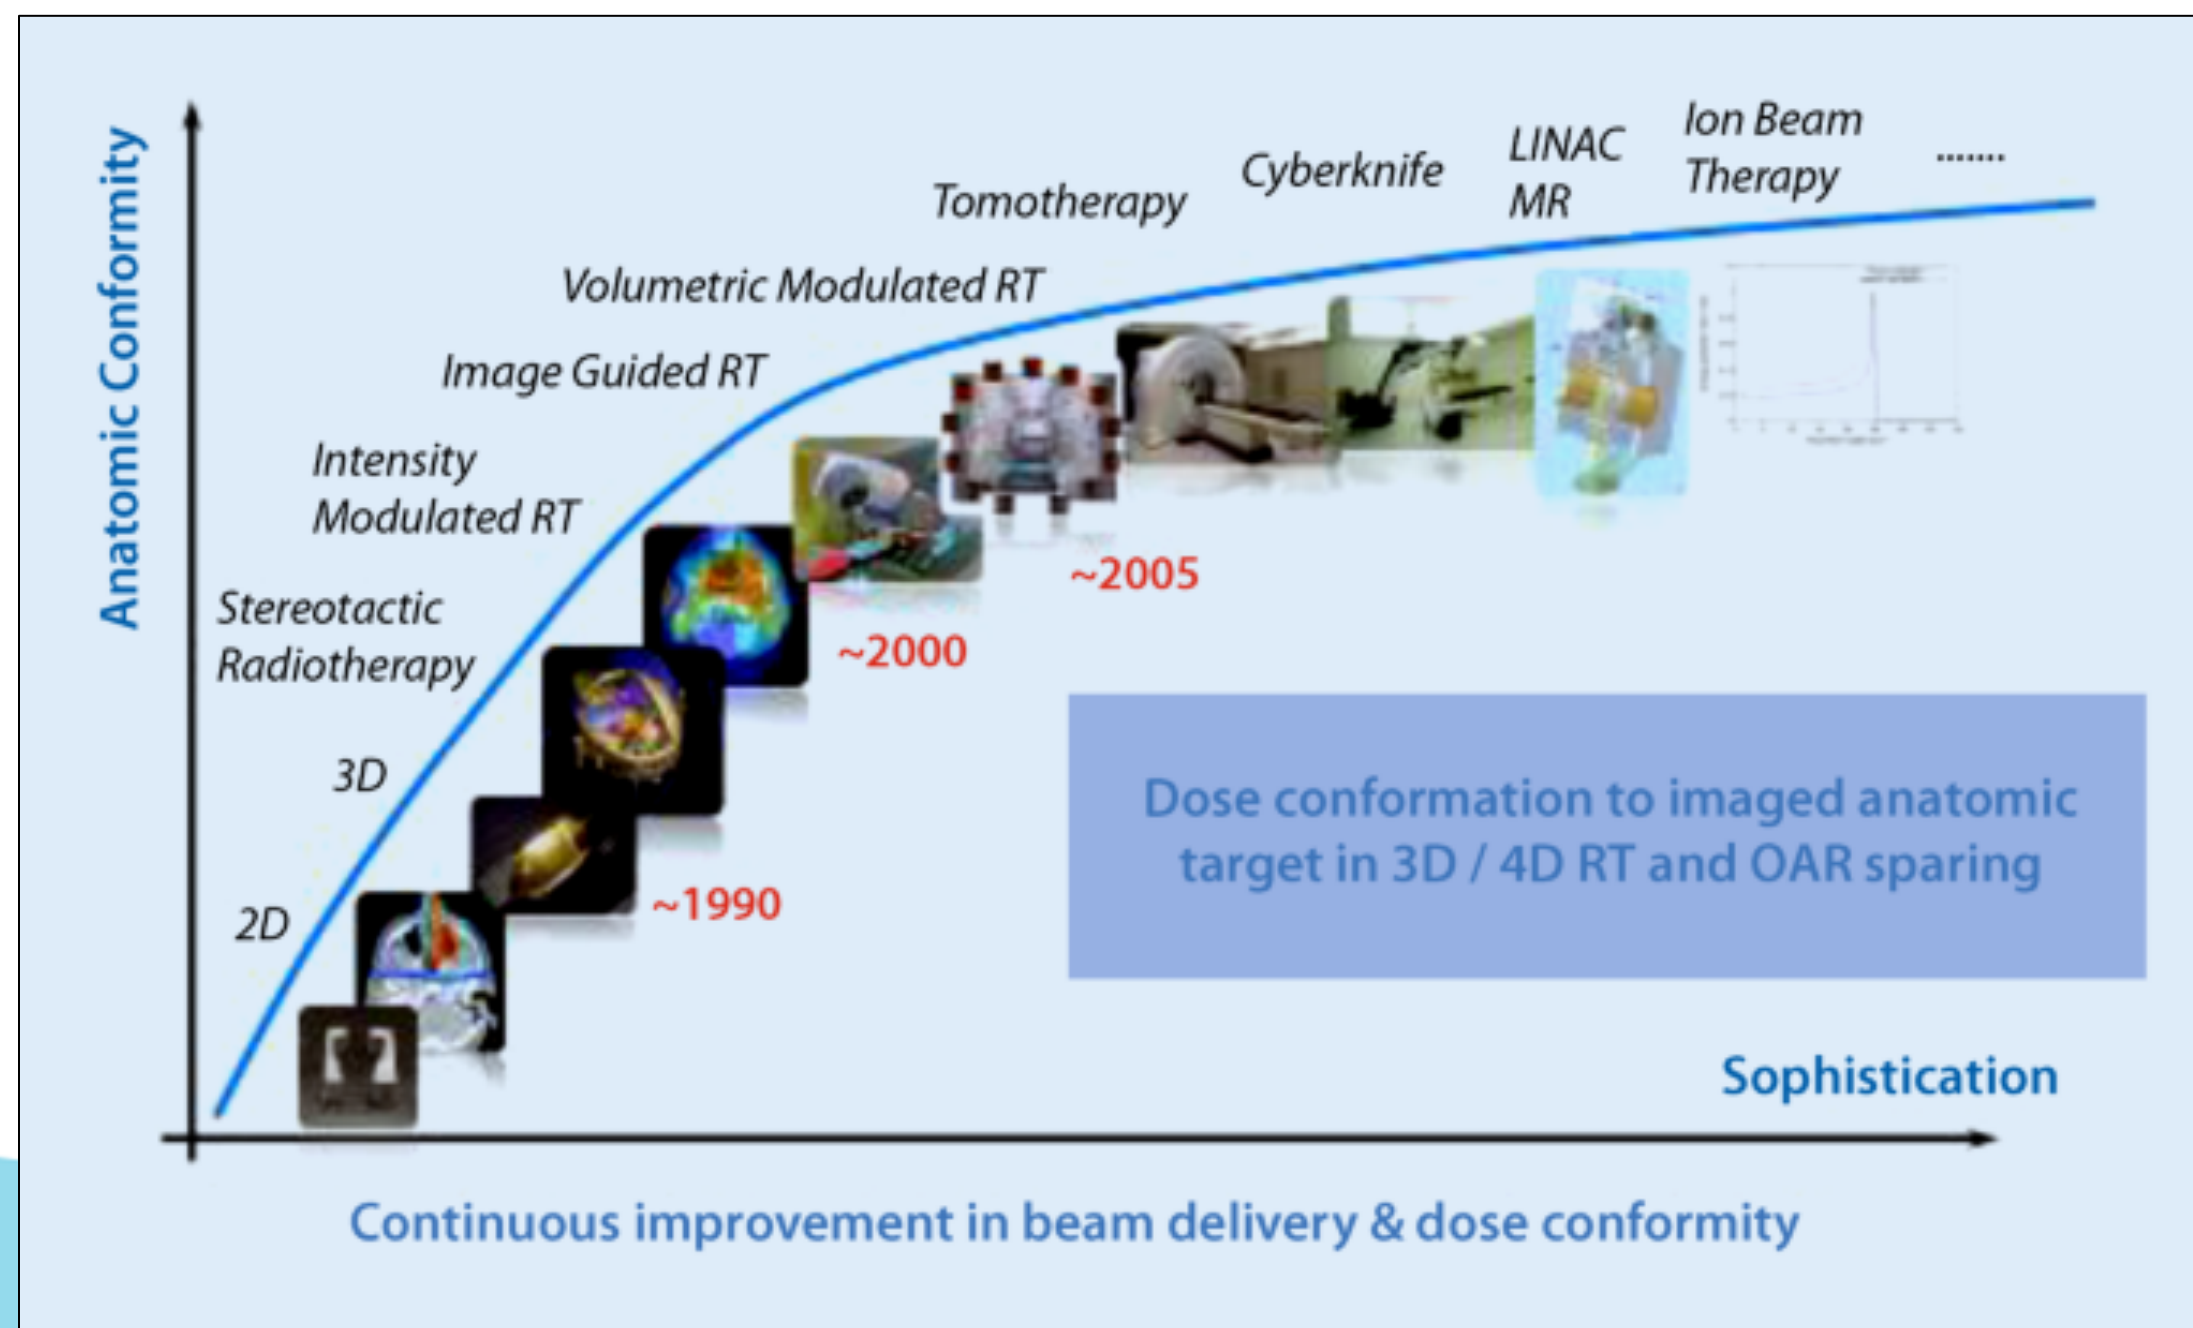 Anatomic Conformity
Ion Beam
Therapy
.......
LINAC
MR
Cyberknife
Tomotherapy
Volumetric Modulated RT
Image Guided RT
Intensity
Modulated RT
Stereotactic
Radiotherapy
3D
2D
~2005
~2000
~1990
Dose conformation to imaged anatomic
target in 3D / 4D RT and OAR sparing
Sophistication
Continuous improvement in beam delivery & dose conformity